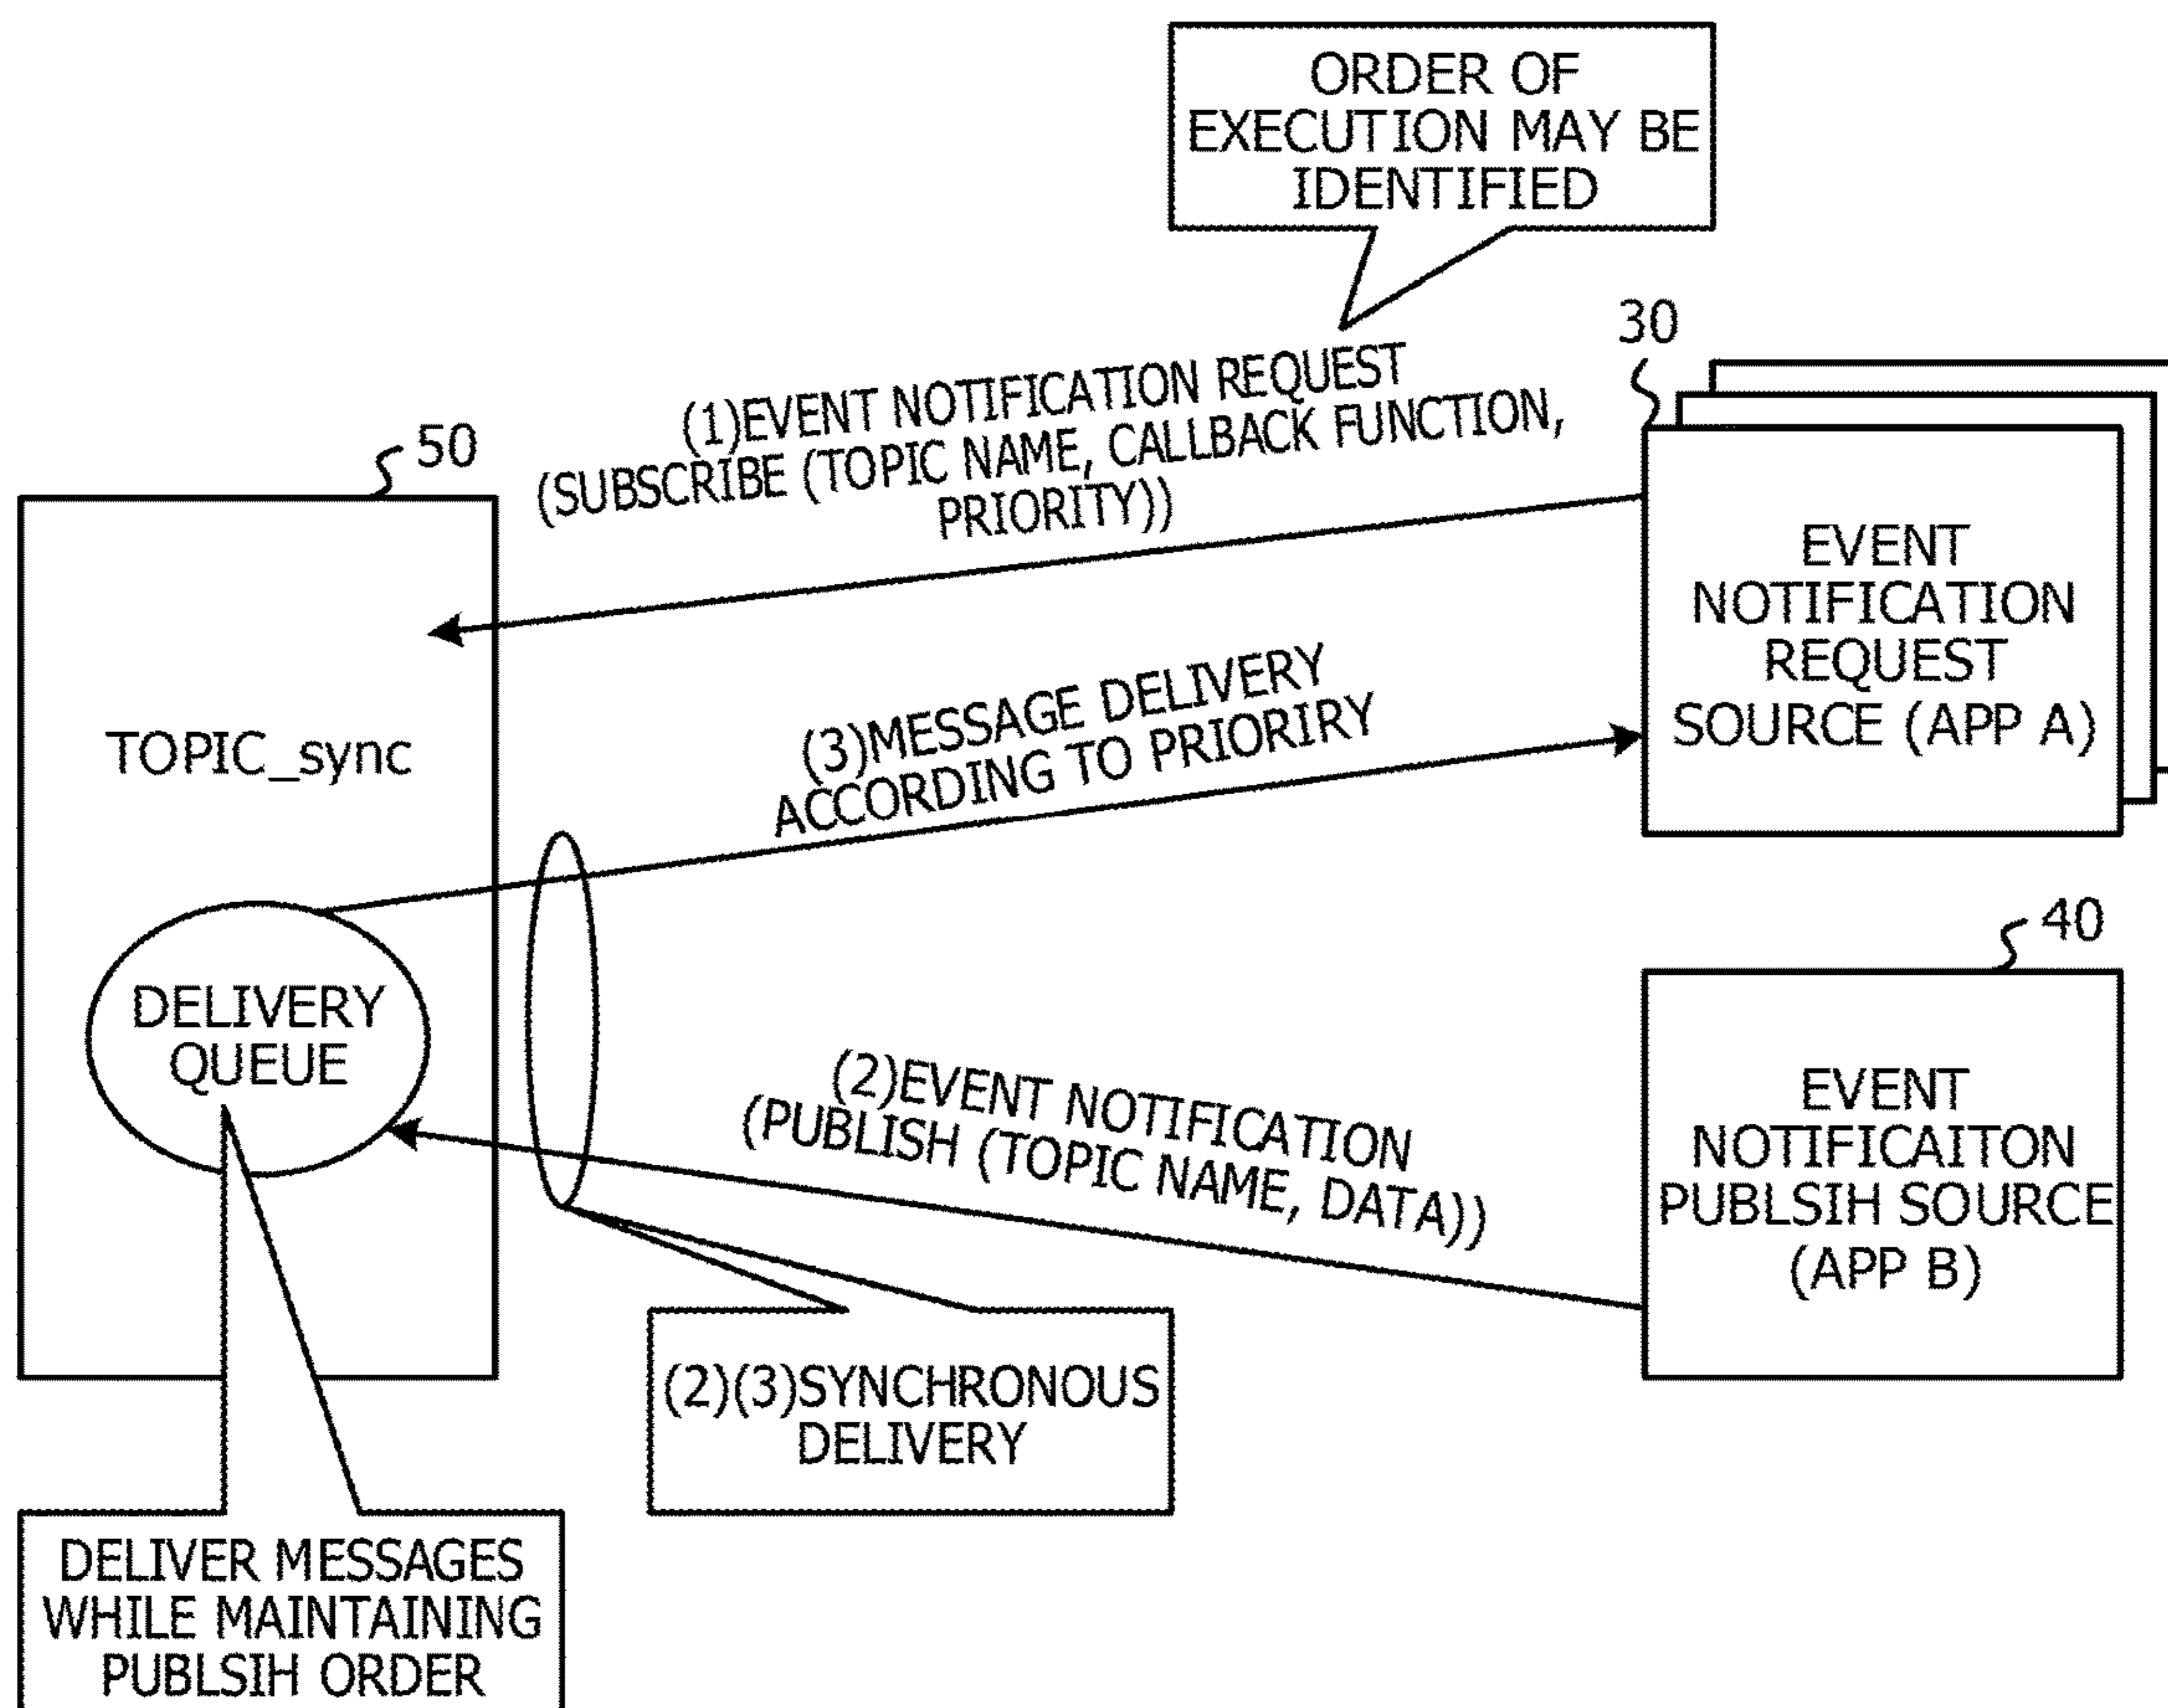 ORDER OF
EXECUTION MAY BE
IDENTIFIED
30
(1)EVENT NOTIFICATION REQUEST
(SUBSCRIBE (TOPIC NAME, CALLBACK FUNCTION,
PRIORITY))
50
EVENT
NOTIFICATION
REQUEST
SOURCE (APP A)
TOPIC_sync
(3)MESSAGE DELIVERY
ACCORDING TO PRIORIRY
40
DELIVERY
QUEUE
(2)EVENT NOTIFICATION
(PUBLISH (TOPIC NAME, DATA))
EVENT
NOTIFICAITON
PUBLSIH SOURCE
(APP B)
(2)(3)SYNCHRONOUS
DELIVERY
DELIVER MESSAGES
WHILE MAINTAINING
PUBLSIH ORDER